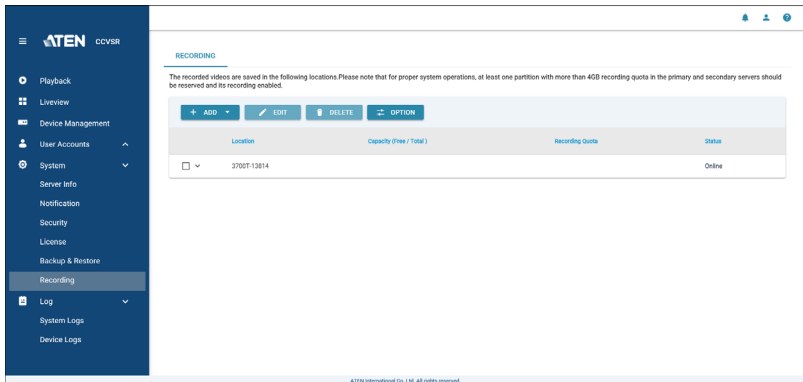 ATEN CCVSR
Playback
Liveview
Device Management
User Accounts
System
Server Info
Notification
Security
License
Backup & Restore
Recording
Log
System Logs
Device Logs
RECORDING
The recorded videos are saved in the following locations.Please note that for proper system operations, at least one partition with more than 4GB recording quota in the primary and secondary servers should
be reserved and its recording enabled.
ADD EDIT DELETE OPTION
Location Capacity (Free / Total ) Recording Quota Status
3700T-13814 Online
ATEN International Co. Ltd. All rights reserved.